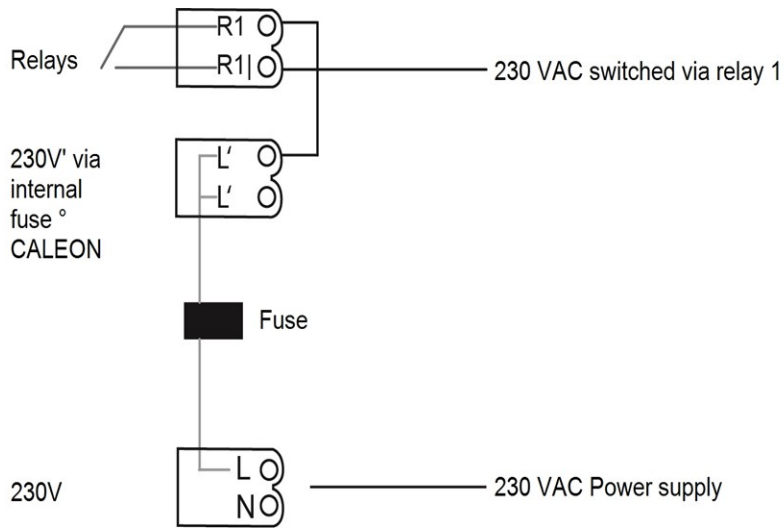 R1
Relays
R1|
230 VAC switched via relay 1
230V' via
internal
fuse °
CALEON
L′
L′
Fuse
L
230V
N
230 VAC Power supply